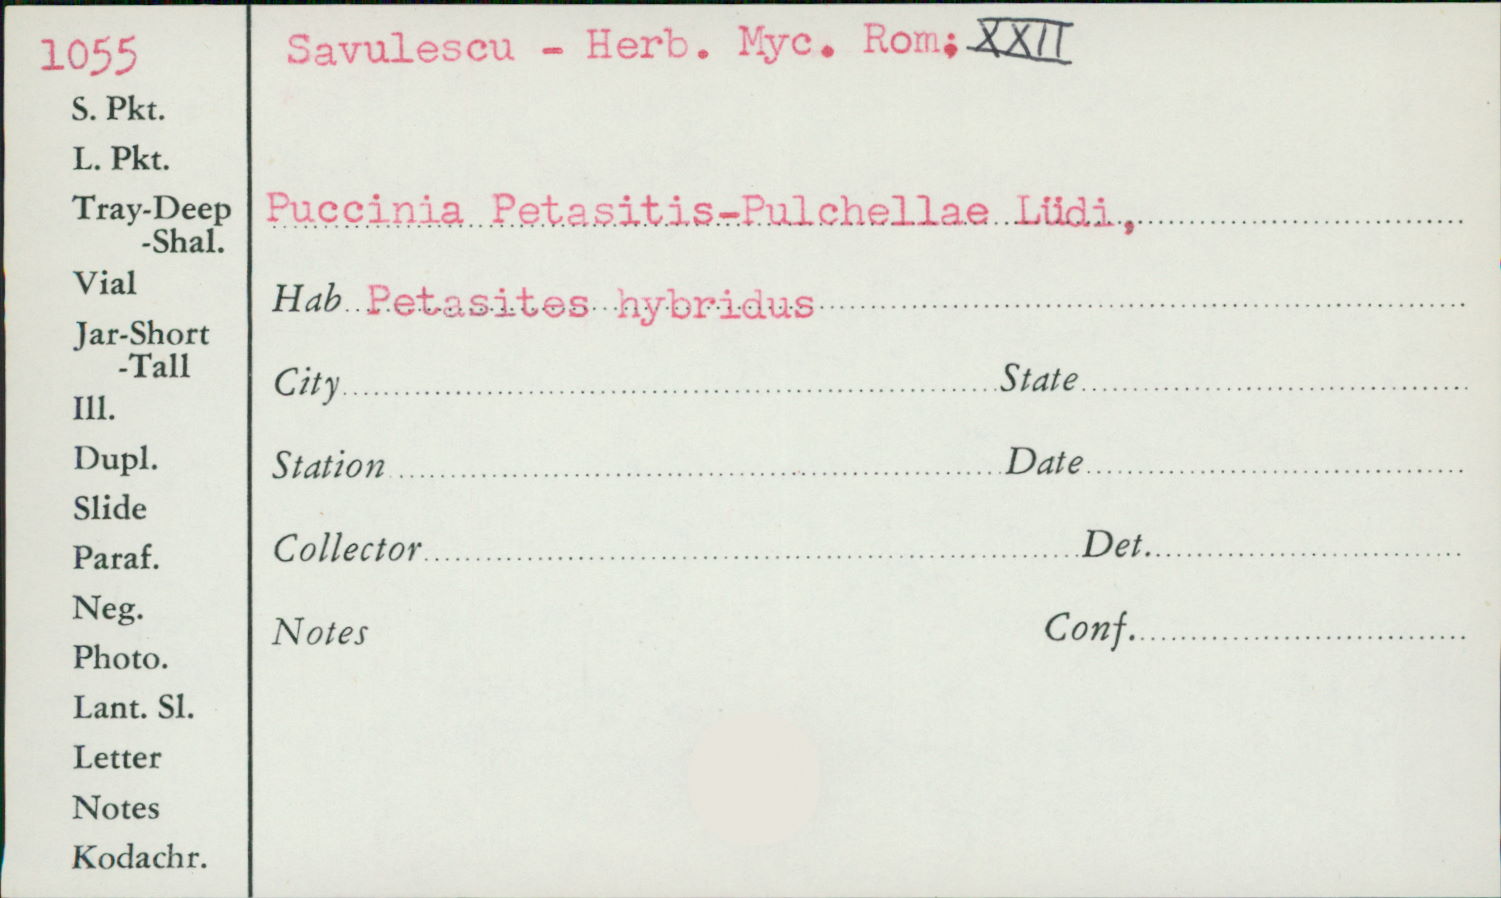 1055
Savulescu - Herb. Myc. Rom; XXII
S. Pkt.
L. Pkt.
Tray-Deep
-Shal.
Vial
Jar-Short
-Tall
Ill.
Dupl.
Slide
Paraf.
Neg.
Photo.
Lant. Sl.
Letter
Notes
Kodachr.
Puccinia Petasitis-Pulchellae Lüdi,
Hab Petasites hybridus
City State
Station Date
Collector Det.
Notes Conf.